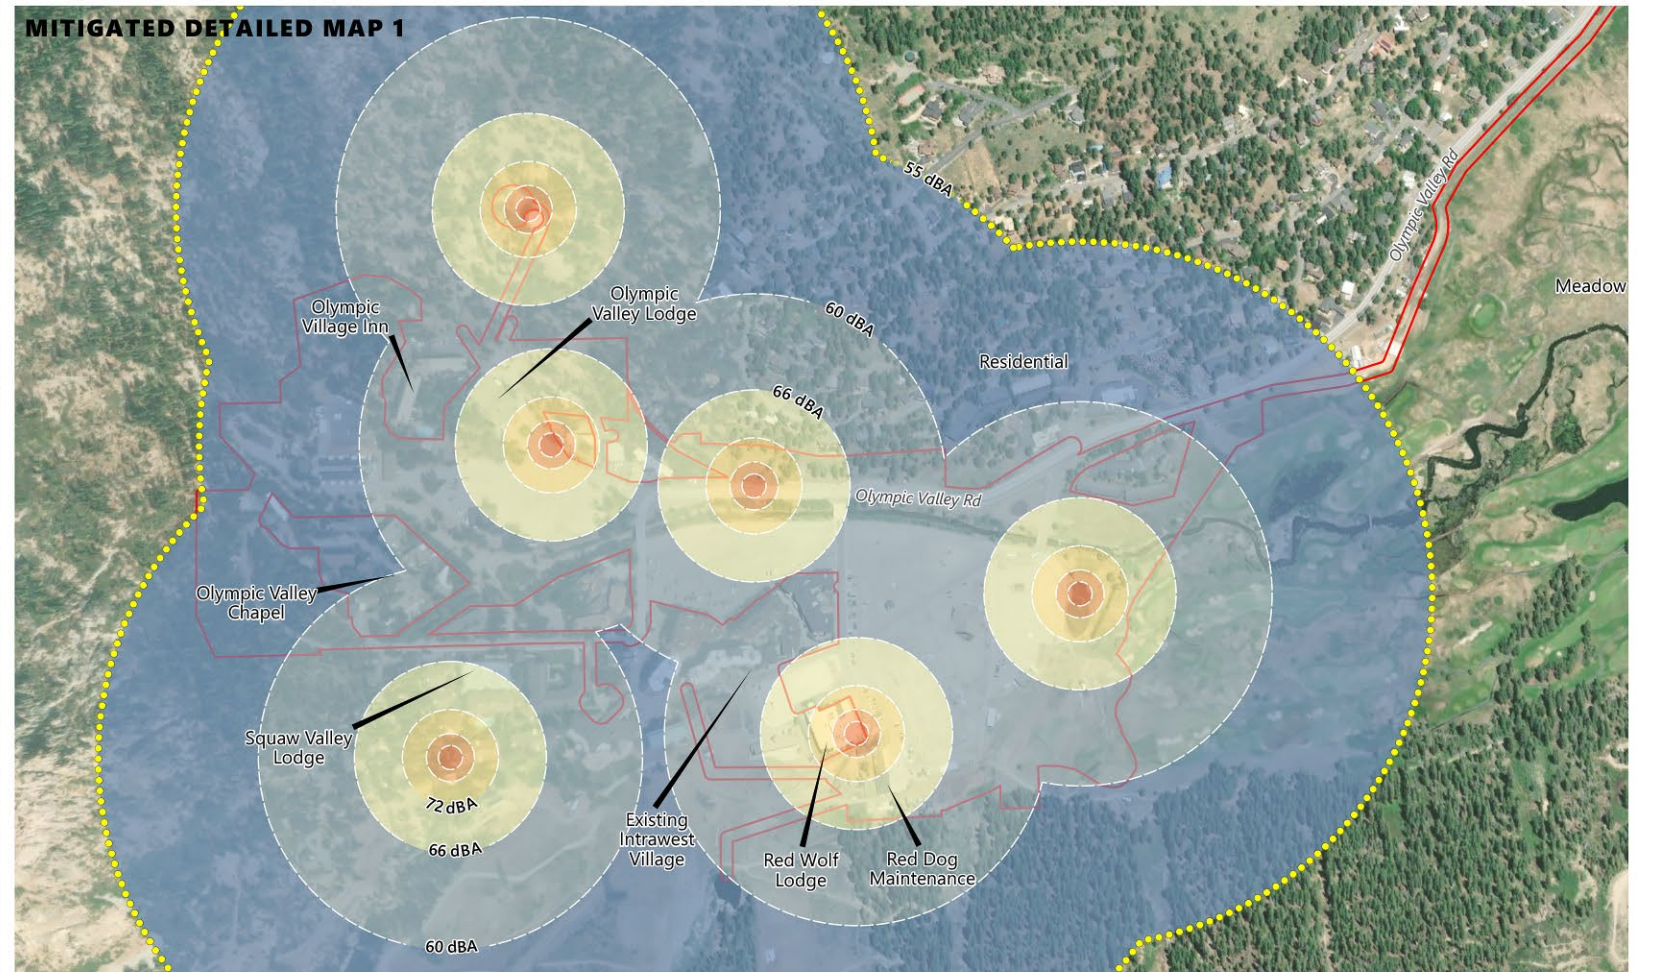 MITIGATED DETAILED MAP 1
55 dBA
Olympic Valley Rd
Meadow
Olympic
Village Inn
Olympic
Valley Lodge
60 dBA
Residential
66 dBA
Olympic Valley Rd
Olympic Valley
Chapel
Squaw Valley
Lodge
72 dBA
66 dBA
60 dBA
Existing
Intrawest
Village
Red Wolf
Lodge
Red Dog
Maintenance